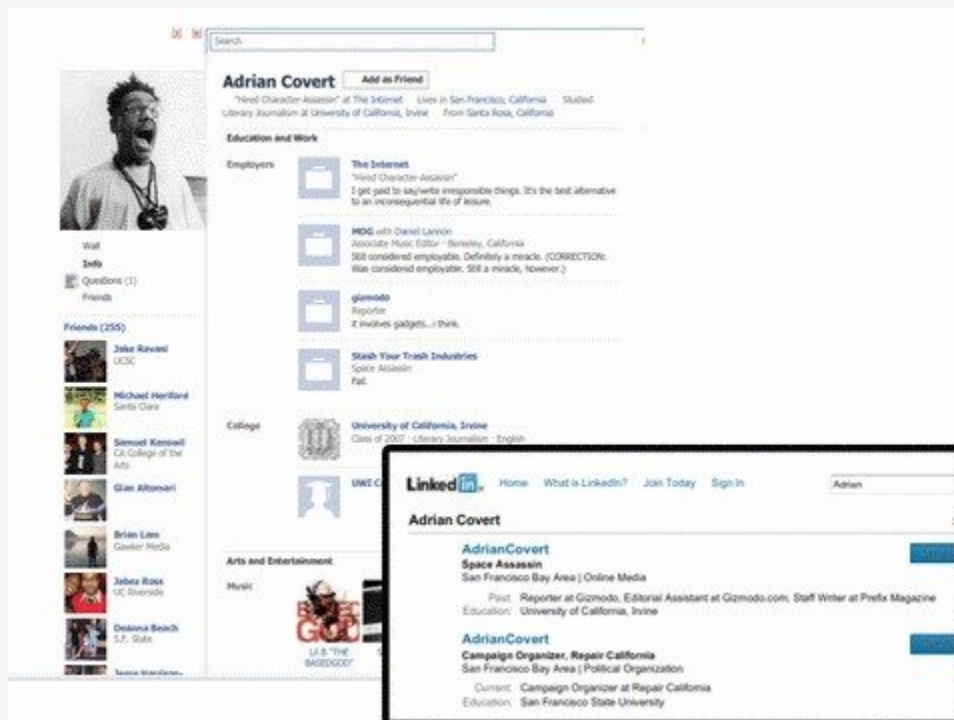 Search
Adrian Covert
Add as Friend
"Hired Character-Assassin" at The Internet Lives in San Francisco, California Studied
Literary Journalism at University of California, Irvine From Santa Rosa, California
Education and Work
Employers
The Internet
"Hired Character-Assassin"
I get paid to say/write irresponsible things. It's the best alternative
to an inconsequential life of leisure.
MOG with Daniel Lannon
Associate Music Editor · Berkeley, California
Still considered employable. Definitely a miracle. (CORRECTION:
Was considered employable. Still a miracle, however.)
gizmodo
Reporter
it involves gadgets...i think.
Stash Your Trash Industries
Space Assassin
Fail.
College
University of California, Irvine
Class of 2007 · Literary Journalism · English
UWI C
Arts and Entertainment
Music
BASED
GOD
Lil B "THE
BASEDGOD"
Wall
Info
Questions (1)
Friends
Friends (255)
Jake Ravani
UCSC
Michael Hertford
Santa Clara
Samuel
CA College of the
Arts
Gian Altomari
Brian Lam
Gawker Media
Jabez Ross
UC Riverside
Deanna Beach
S.F. State
Linked in
Home What is LinkedIn? Join Today Sign In
Adrian
Adrian Covert
AdrianCovert
Space Assassin
San Francisco Bay Area | Online Media
Past: Reporter at Gizmodo, Editorial Assistant at Gizmodo.com, Staff Writer at Prefix Magazine
Education: University of California, Irvine
AdrianCovert
Campaign Organizer, Repair California
San Francisco Bay Area | Political Organization
Current: Campaign Organizer at Repair California
Education: San Francisco State University